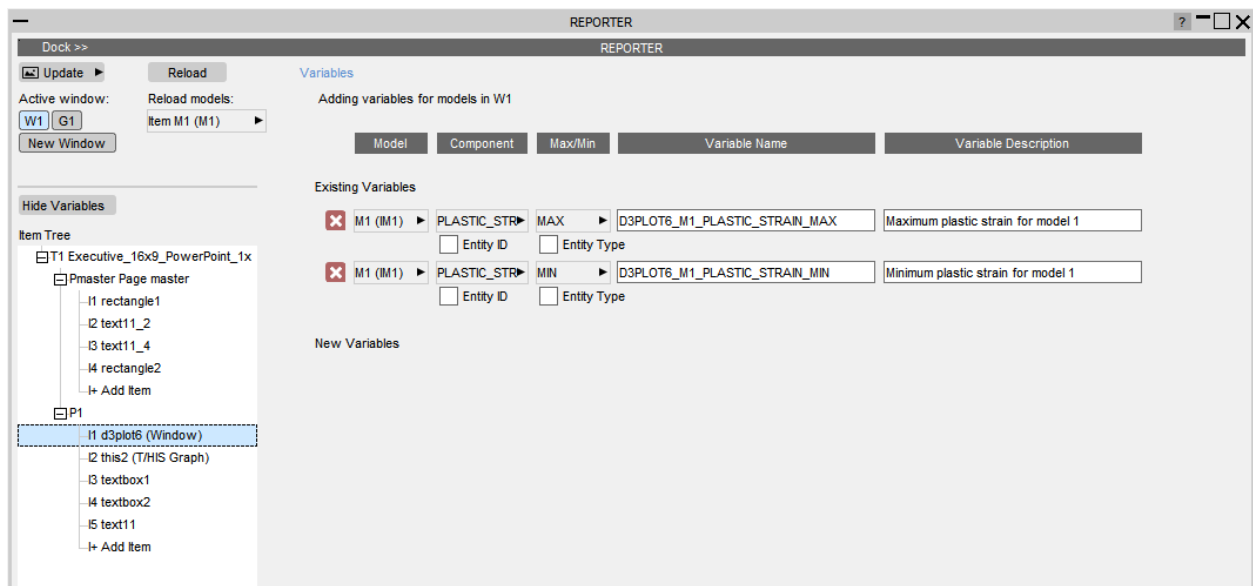 REPORTER
?
Dock >>
REPORTER
Update
Reload
Variables
Active window:
Reload models:
Adding variables for models in W1
W1 G1
Item M1 (M1)
New Window
Model Component Max/Min Variable Name Variable Description
Existing Variables
Hide Variables
M1 (IM1) PLASTIC_STR MAX D3PLOT6_M1_PLASTIC_STRAIN_MAX Maximum plastic strain for model 1
Entity ID Entity Type
M1 (IM1) PLASTIC_STR MIN D3PLOT6_M1_PLASTIC_STRAIN_MIN Minimum plastic strain for model 1
Entity ID Entity Type
New Variables
Item Tree
T1 Executive_16x9_PowerPoint_1x
Pmaster Page master
I1 rectangle1
I2 text11_2
I3 text11_4
I4 rectangle2
I+ Add Item
P1
I1 d3plot6 (Window)
I2 this2 (T/HIS Graph)
I3 textbox1
I4 textbox2
I5 text11
I+ Add Item